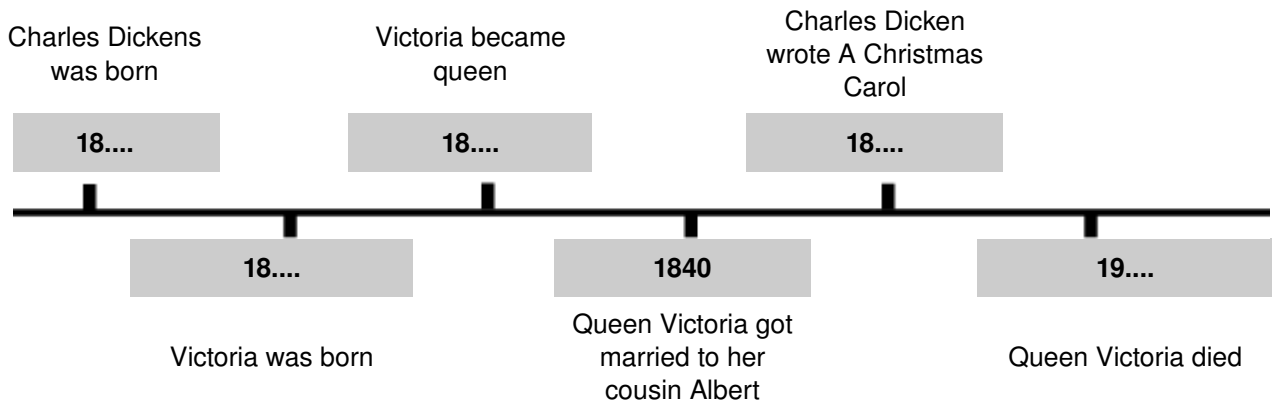 Charles Dickens
was born
18....
Victoria became
queen
18....
Charles Dicken
wrote A Christmas
Carol
18....
18....
Victoria was born
1840
Queen Victoria got
married to her
cousin Albert
19....
Queen Victoria died